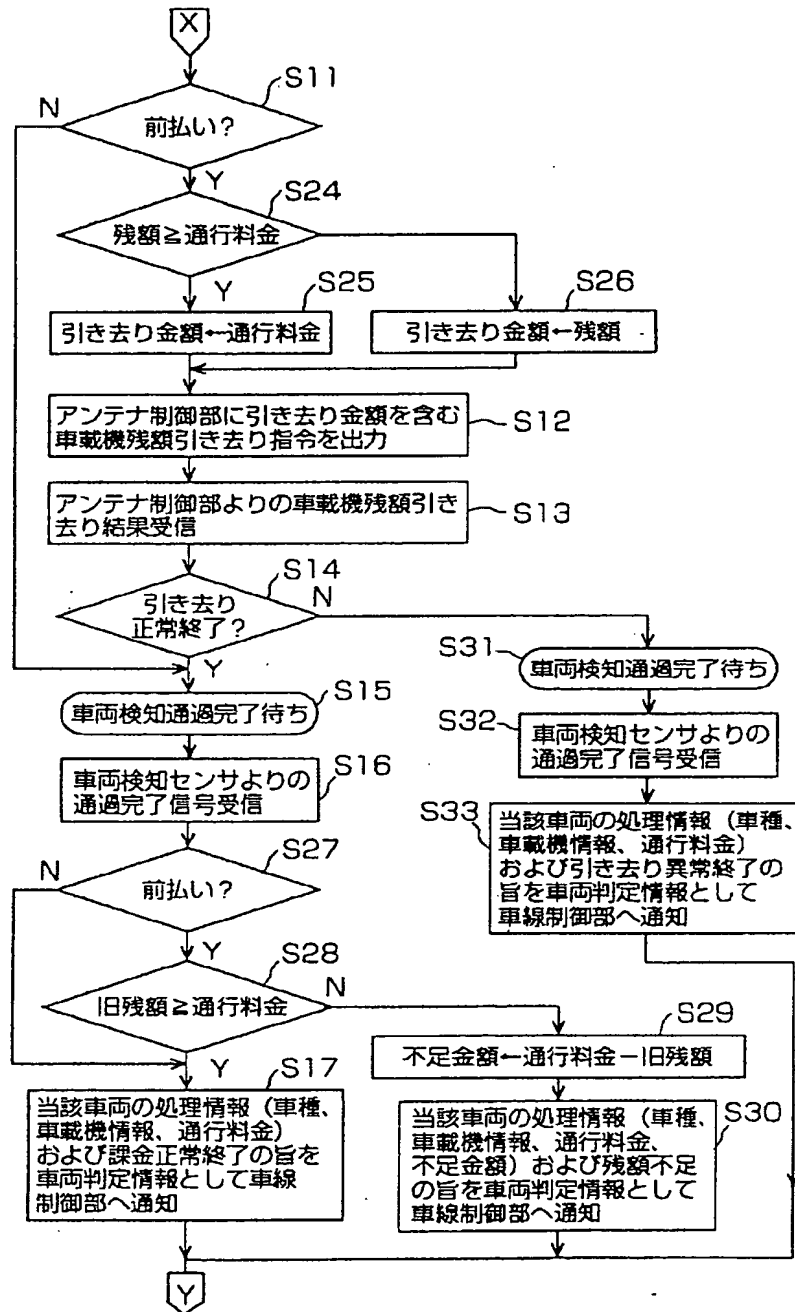 X
S11
N
前払い?
Y
S24
残額≧通行料金
Y
S25
引き去り金額←通行料金
S26
引き去り金額←残額
アンテナ制御部に引き去り金額を含む
車載機残額引き去り指令を出力
S12
アンテナ制御部よりの車載機残額引き
去り結果受信
S13
S14
引き去り
正常終了?
N
Y
S15
車両検知通過完了待ち
S16
車両検知センサよりの
通過完了信号受信
S31
車両検知通過完了待ち
S32
車両検知センサよりの
通過完了信号受信
S33
当該車両の処理情報(車種、
車載機情報、通行料金)
および引き去り異常終了の
旨を車両判定情報として
車線制御部へ通知
S27
N
前払い?
Y
S28
旧残額≧通行料金
N
Y
S29
不足金額←通行料金-旧残額
S17
当該車両の処理情報(車種、
車載機情報、通行料金)
および課金正常終了の旨を
車両判定情報として車線
制御部へ通知
S30
当該車両の処理情報(車種、
車載機情報、通行料金、
不足金額)および残額不足
の旨を車両判定情報として
車線制御部へ通知
Y